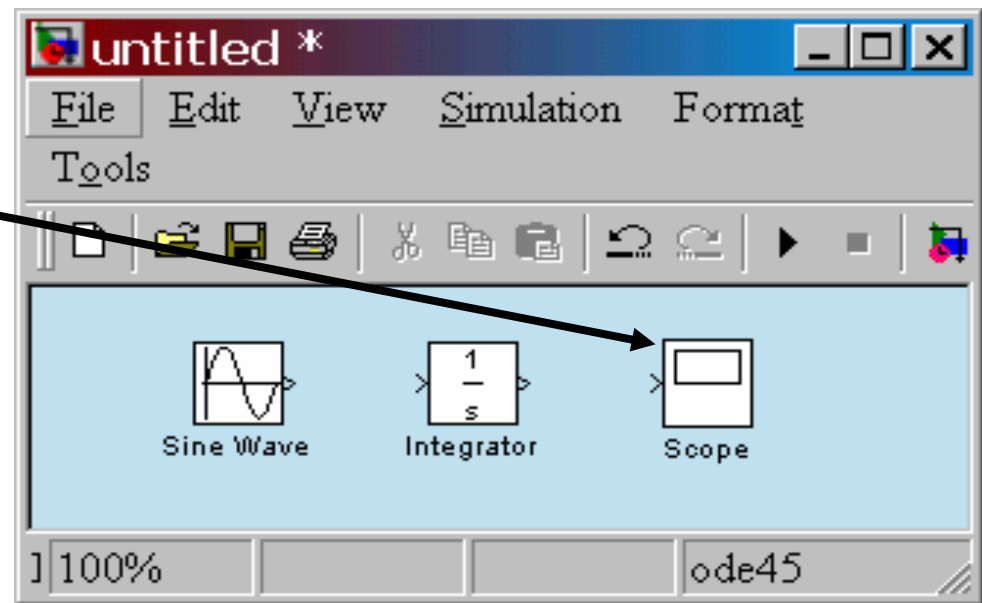 untitled *
File Edit View Simulation Format
Tools
1
s
Sine Wave Integrator Scope
100% ode45